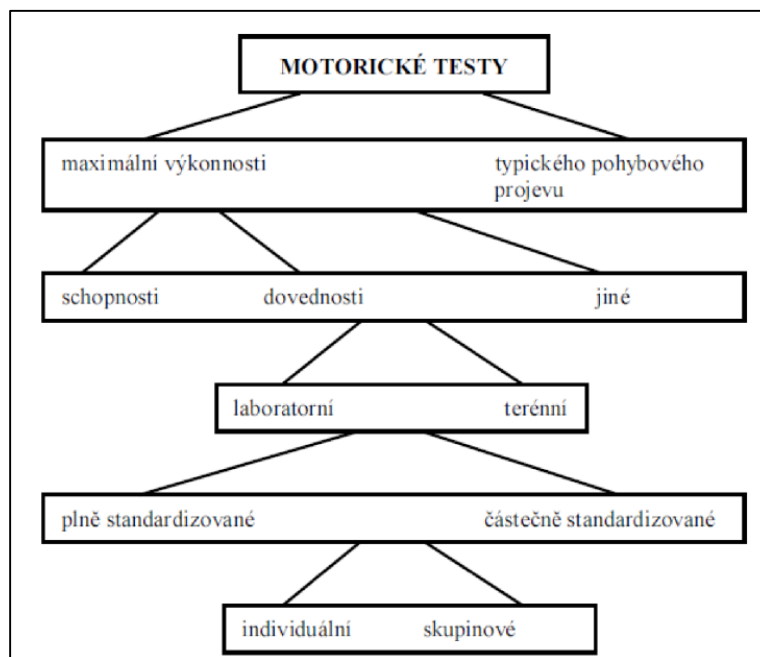 MOTORICKÉ TESTY
maximální výkonnosti typického pohybového
projevu
schopnosti dovednosti jiné
laboratorní terénní
plně standardizované částečně standardizované
individuální skupinové